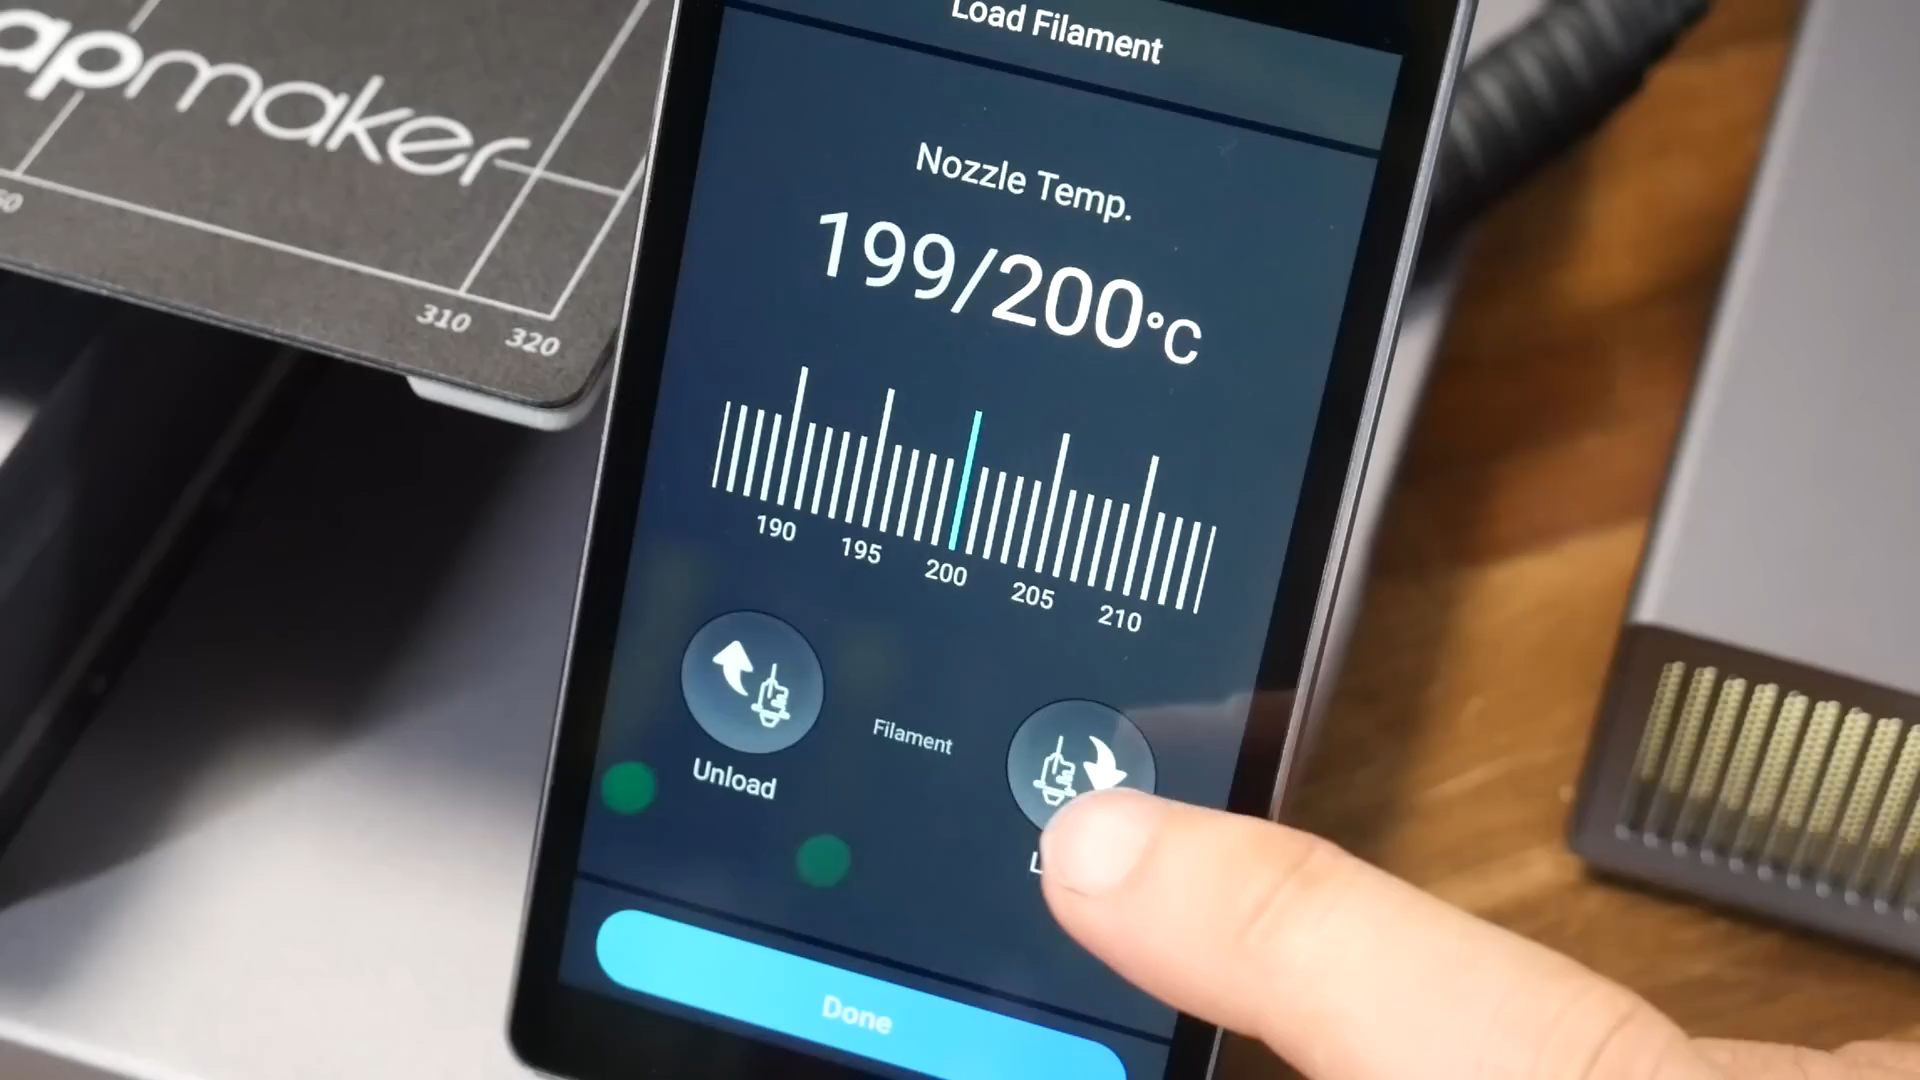 apmaker
310 320
Load Filament
Nozzle Temp.
199/200°C
190 195 200 205 210
Filament
Unload
Done